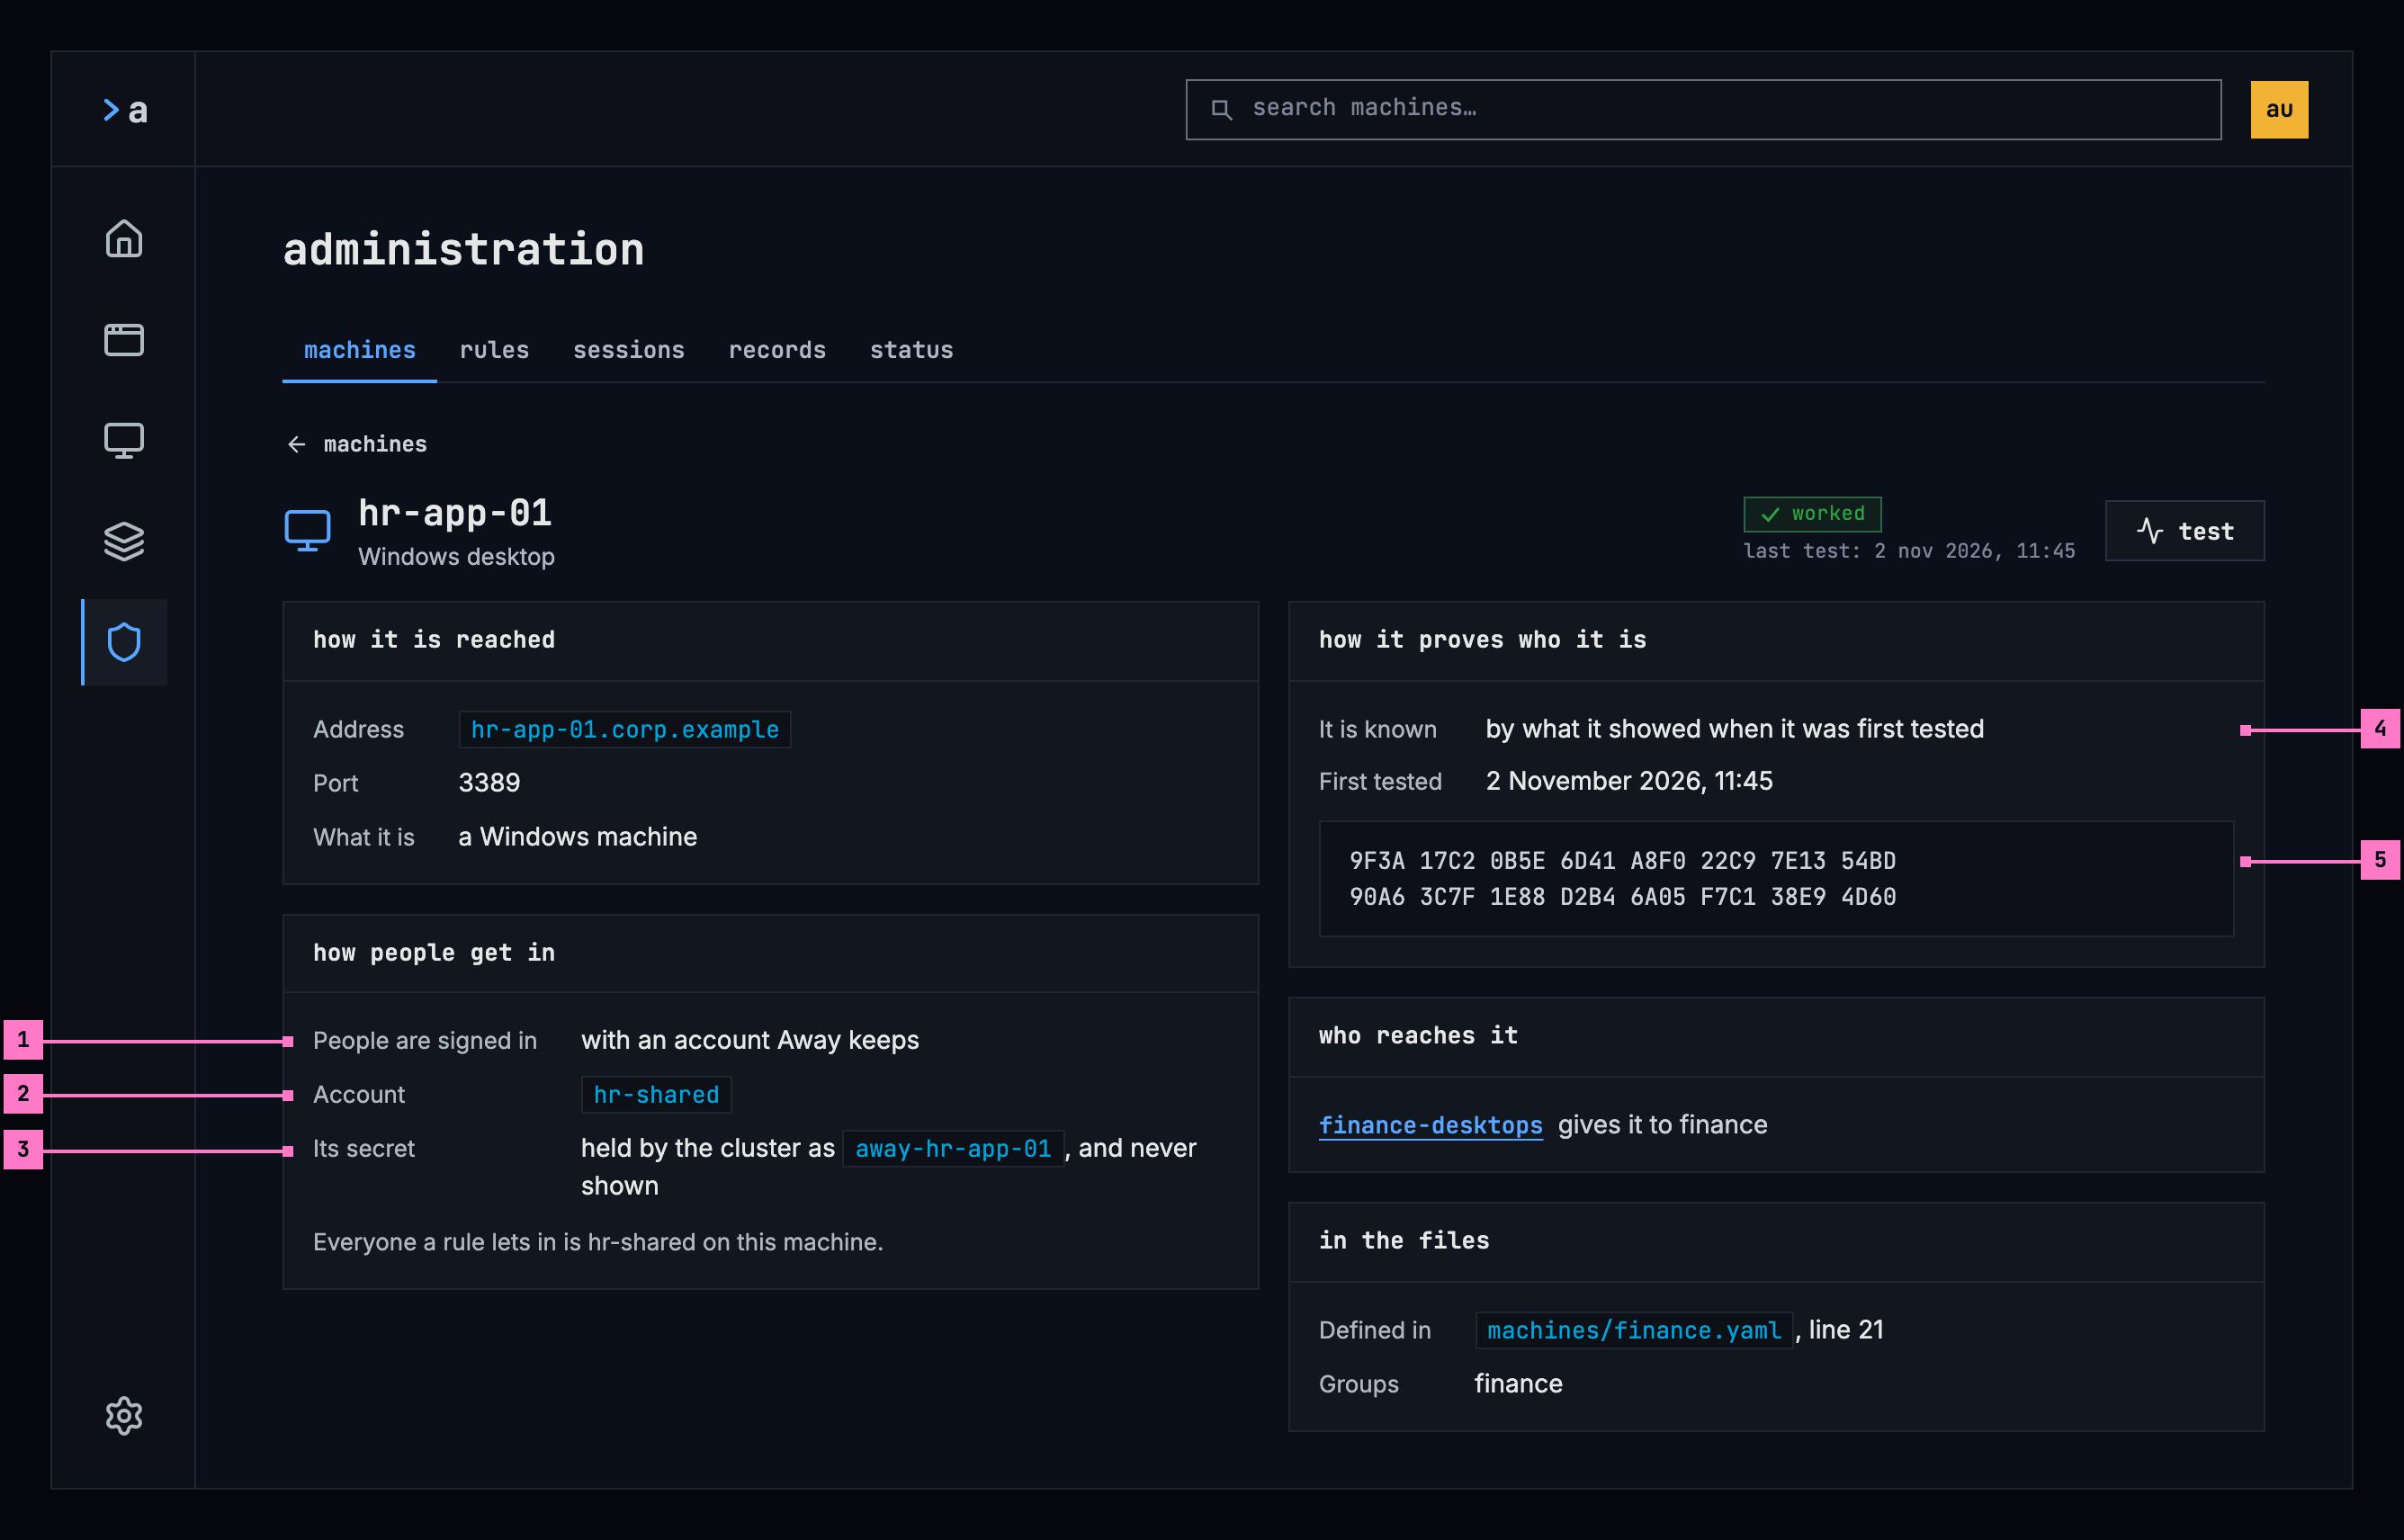 > a
search machines…
au
administration
machines
rules
sessions
records
status
← machines
hr-app-01
Windows desktop
worked
last test: 2 nov 2026, 11:45
test
how it is reached
Address
hr-app-01.corp.example
Port
3389
What it is
a Windows machine
how people get in
1
People are signed in
with an account Away keeps
2
Account
hr-shared
3
Its secret
held by the cluster as away-hr-app-01, and never
shown
Everyone a rule lets in is hr-shared on this machine.
how it proves who it is
It is known
by what it showed when it was first tested
4
First tested
2 November 2026, 11:45
9F3A 17C2 0B5E 6D41 A8F0 22C9 7E13 54BD
90A6 3C7F 1E88 D2B4 6A05 F7C1 38E9 4D60
5
who reaches it
finance-desktops gives it to finance
in the files
Defined in
machines/finance.yaml, line 21
Groups
finance